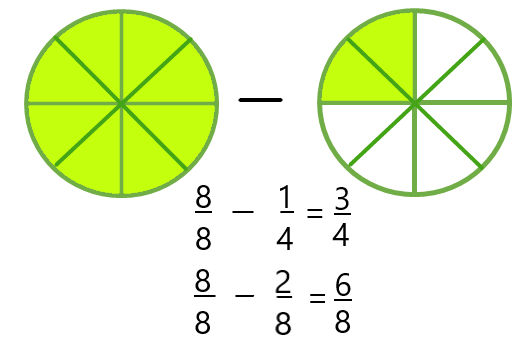 8/8 - 1/4 = 3/4
8/8 - 2/8 = 6/8